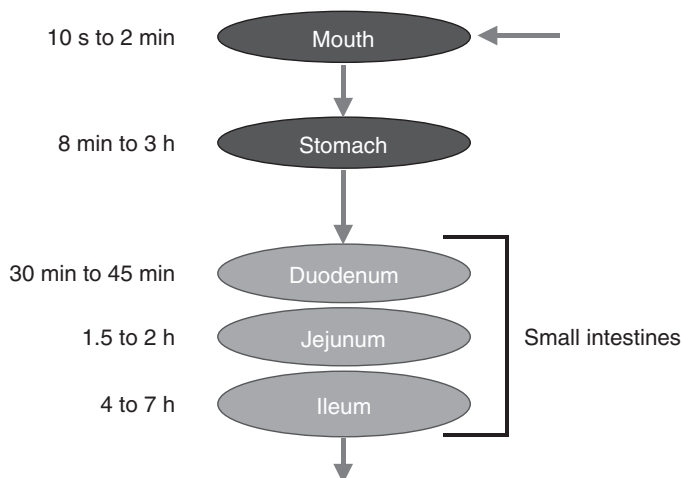 10 s to 2 min Mouth
8 min to 3 h Stomach
30 min to 45 min Duodenum
1.5 to 2 h Jejunum Small intestines
4 to 7 h Ileum